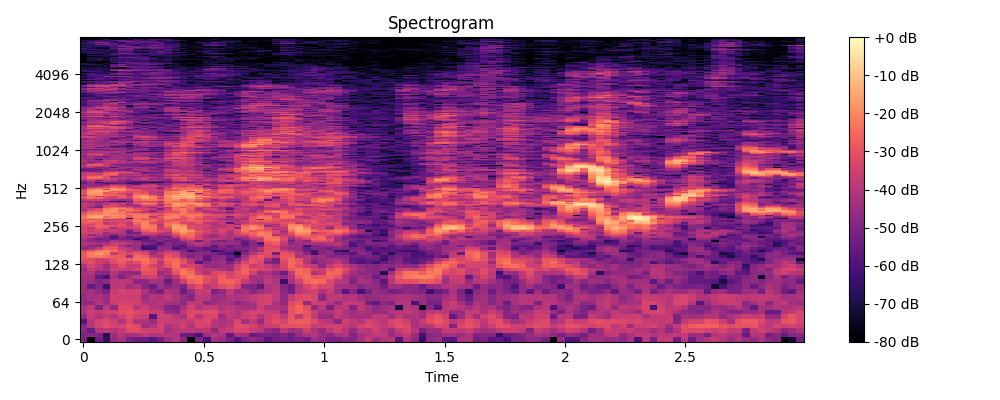 Spectrogram
Hz
4096
2048
1024
512
256
128
64
0
0
0.5
1
1.5
2
2.5
Time
+0 dB
-10 dB
-20 dB
-30 dB
-40 dB
-50 dB
-60 dB
-70 dB
-80 dB